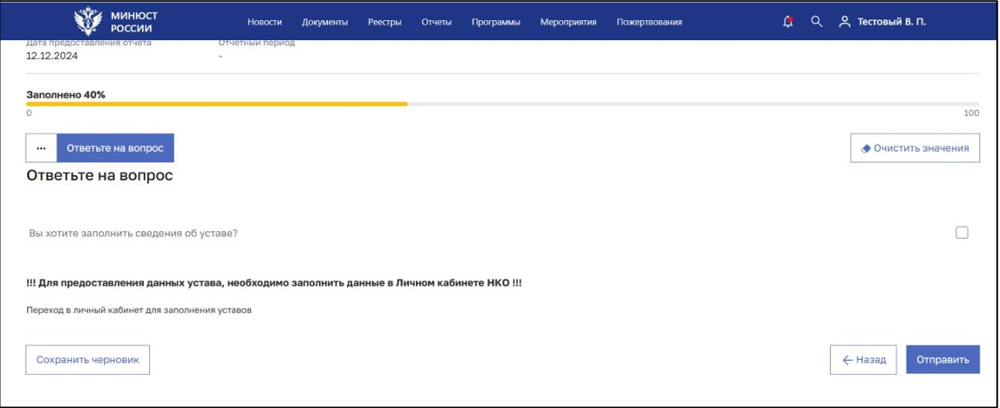 МИНЮСТ
РОССИИ
Новости Документы Реестры Отчеты Программы Мероприятия Пожертвования Тестовый В. П.
Дата предоставления отчета Отчетный период
12.12.2024 -
Заполнено 40%
0 100
... Ответьте на вопрос Очистить значения
Ответьте на вопрос
Вы хотите заполнить сведения об уставе?
!!! Для предоставления данных устава, необходимо заполнить данные в Личном кабинете НКО !!!
Переход в личный кабинет для заполнения уставов
Сохранить черновик ← Назад Отправить